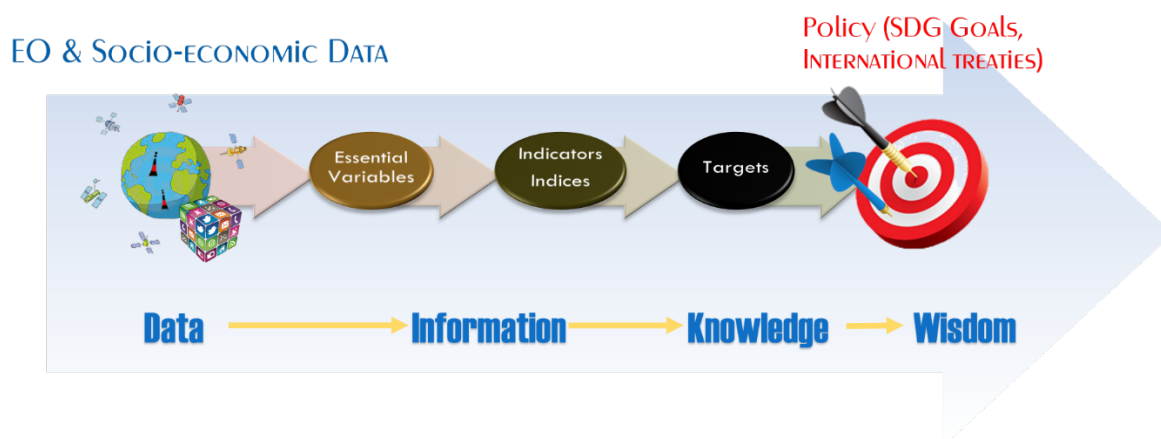 EO & Socio-economic Data
Policy (SDG Goals,
International treaties)
Essential
Variables
Indicators
Indices
Targets
Data
Information
Knowledge
Wisdom